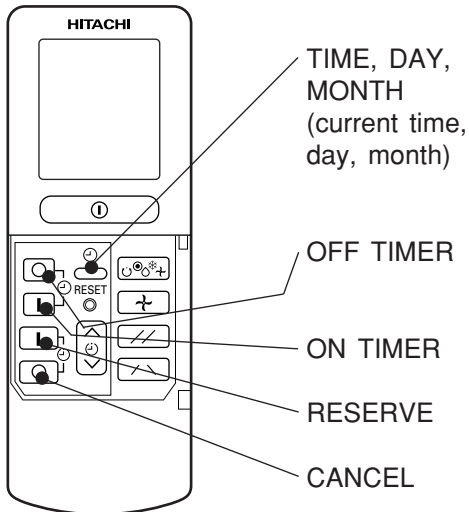 HITACHI
TIME, DAY,
MONTH
(current time,
day, month)
OFF TIMER
RESET
ON TIMER
RESERVE
CANCEL